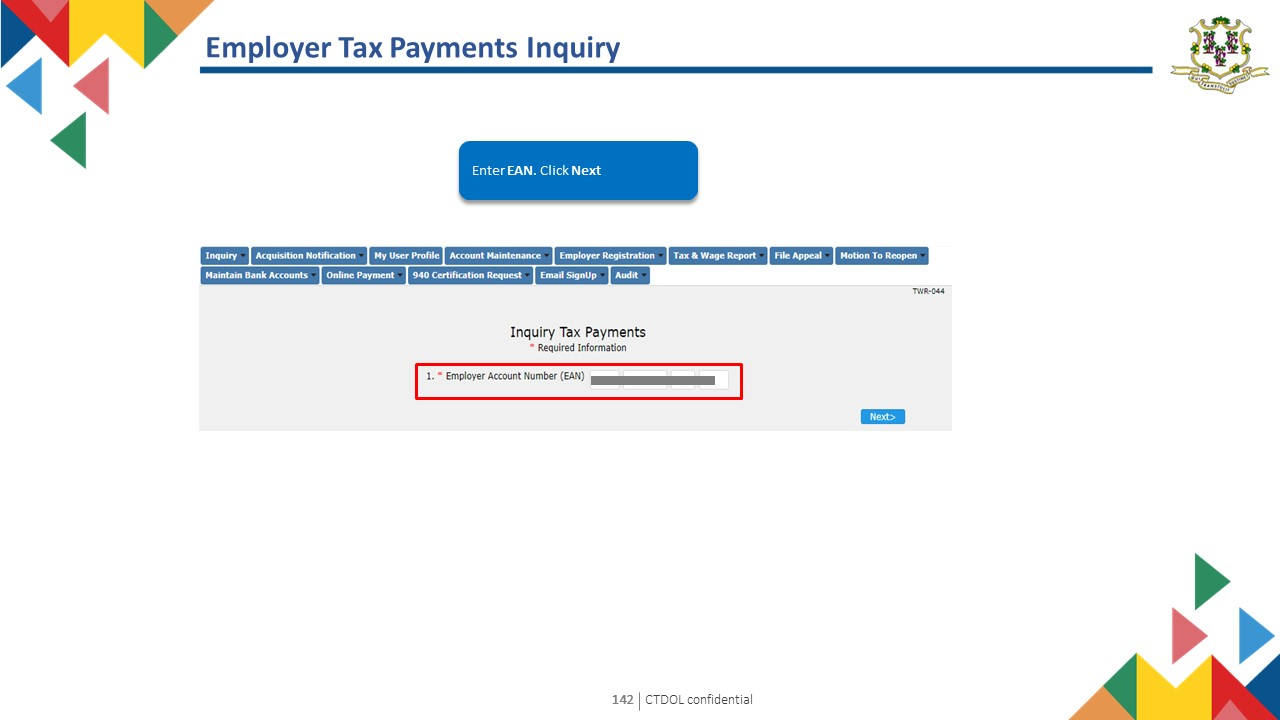 Employer Tax Payments Inquiry
Enter EAN. Click Next
Inquiry Acquisition Notification My User Profile Account Maintenance Employer Registration Tax & Wage Report File Appeal Motion To Reopen
Maintain Bank Accounts Online Payment 940 Certification Request Email SignUp Audit
TWR-044
Inquiry Tax Payments
* Required Information
1. * Employer Account Number (EAN)
Next>
142 CTDOL confidential